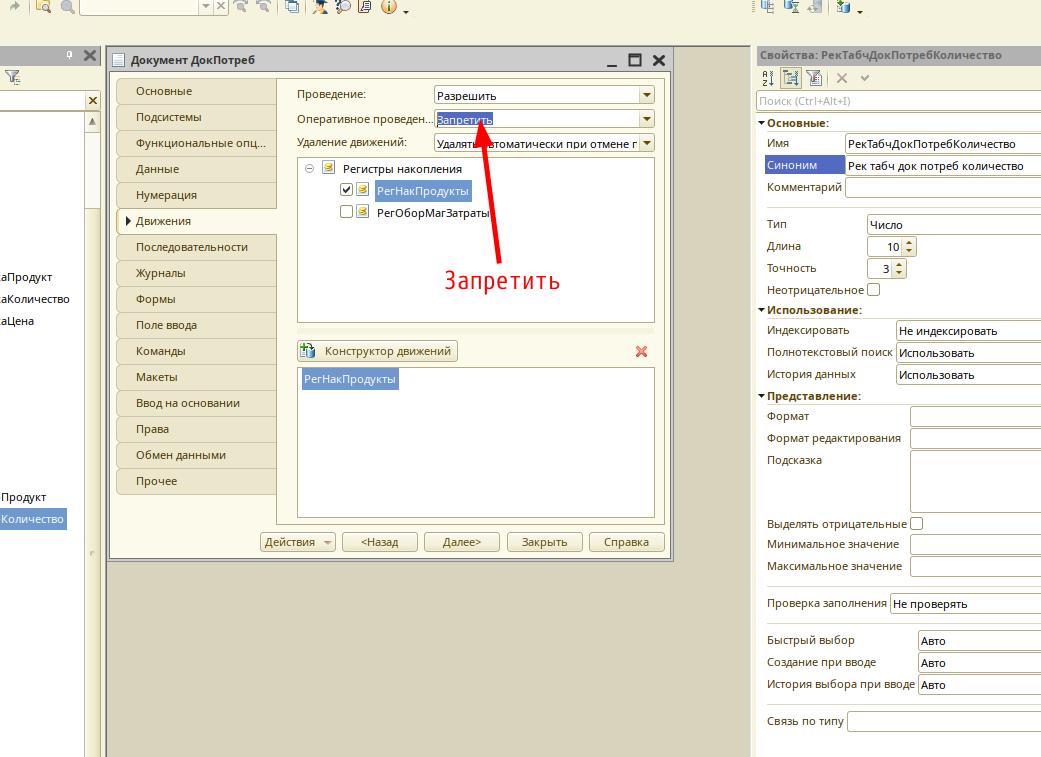 Документ ДокПотреб
Основные
Подсистемы
Функциональные опц...
Данные
Нумерация
Движения
Последовательности
Журналы
Формы
Поле ввода
Команды
Макеты
Ввод на основании
Права
Обмен данными
Прочее
Проведение: Разрешить
Оперативное проведен... Запретить
Удаление движений: Удалять автоматически при отмене п
Регистры накопления
РегНакПродукты
РегОборМагЗатраты
Запретить
Конструктор движений
РегНакПродукты
Действия <Назад Далее> Закрыть Справка
аПродукт
аКоличество
аЦена
Продукт
Количество
Свойства: РекТабчДокПотребКоличество
Поиск (Ctrl+Alt+I)
Основные:
Имя РекТабчДокПотребКоличество
Синоним Рек табч док потреб количество
Комментарий
Тип Число
Длина 10
Точность 3
Неотрицательное
Использование:
Индексировать Не индексировать
Полнотекстовый поиск Использовать
История данных Использовать
Представление:
Формат
Формат редактирования
Подсказка
Выделять отрицательные
Минимальное значение
Максимальное значение
Проверка заполнения Не проверять
Быстрый выбор Авто
Создание при вводе Авто
История выбора при вводе Авто
Связь по типу